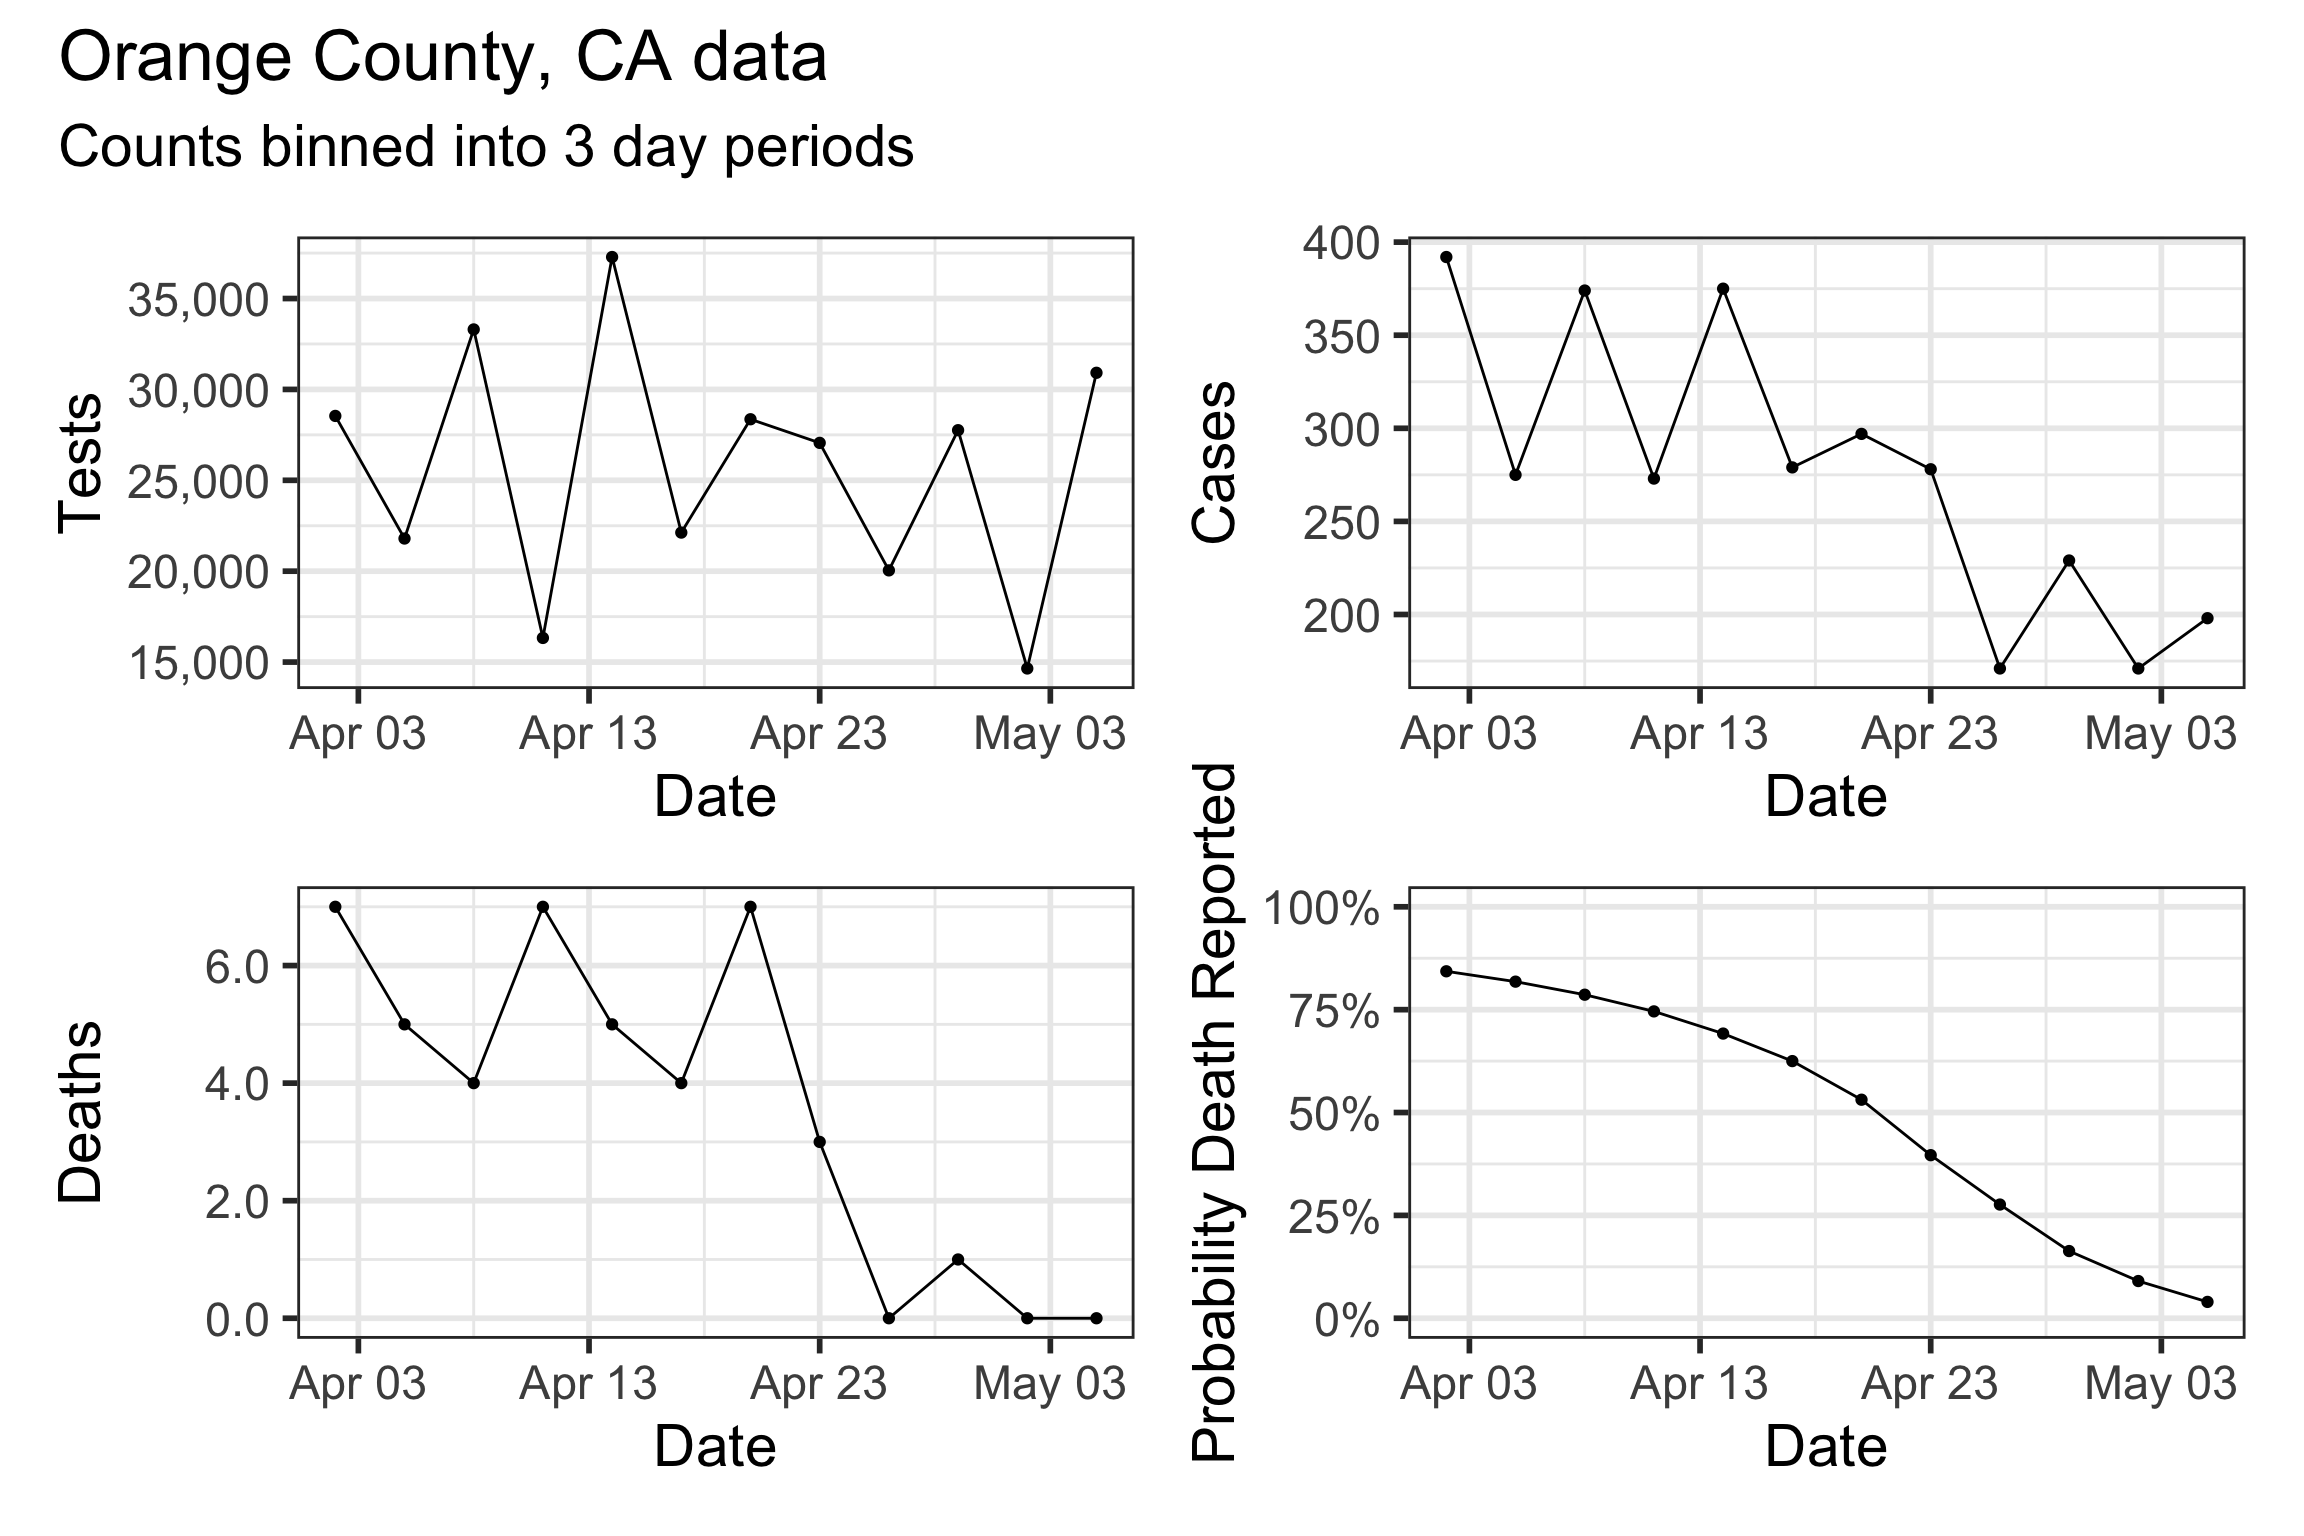 Orange County, CA data
Counts binned into 3 day periods
Tests
35,000
30,000
25,000
20,000
15,000
Apr 03 Apr 13 Apr 23 May 03
Date
Cases
400
350
300
250
200
Apr 03 Apr 13 Apr 23 May 03
Date
Deaths
6.0
4.0
2.0
0.0
Apr 03 Apr 13 Apr 23 May 03
Date
Probability Death Reported
100%
75%
50%
25%
0%
Apr 03 Apr 13 Apr 23 May 03
Date